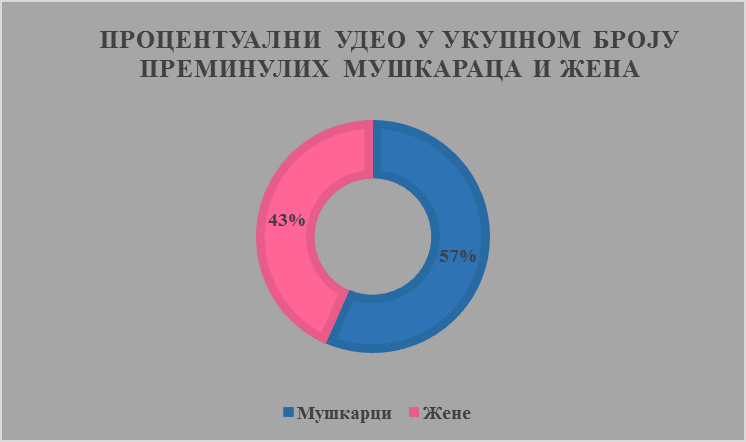 ПРОЦЕНТУАЛНИ УДЕО У УКУПНОМ БРОЈУ
ПРЕМИНУЛИХ МУШКАРАЦА И ЖЕНА
43%
57%
Мушкарци Жене